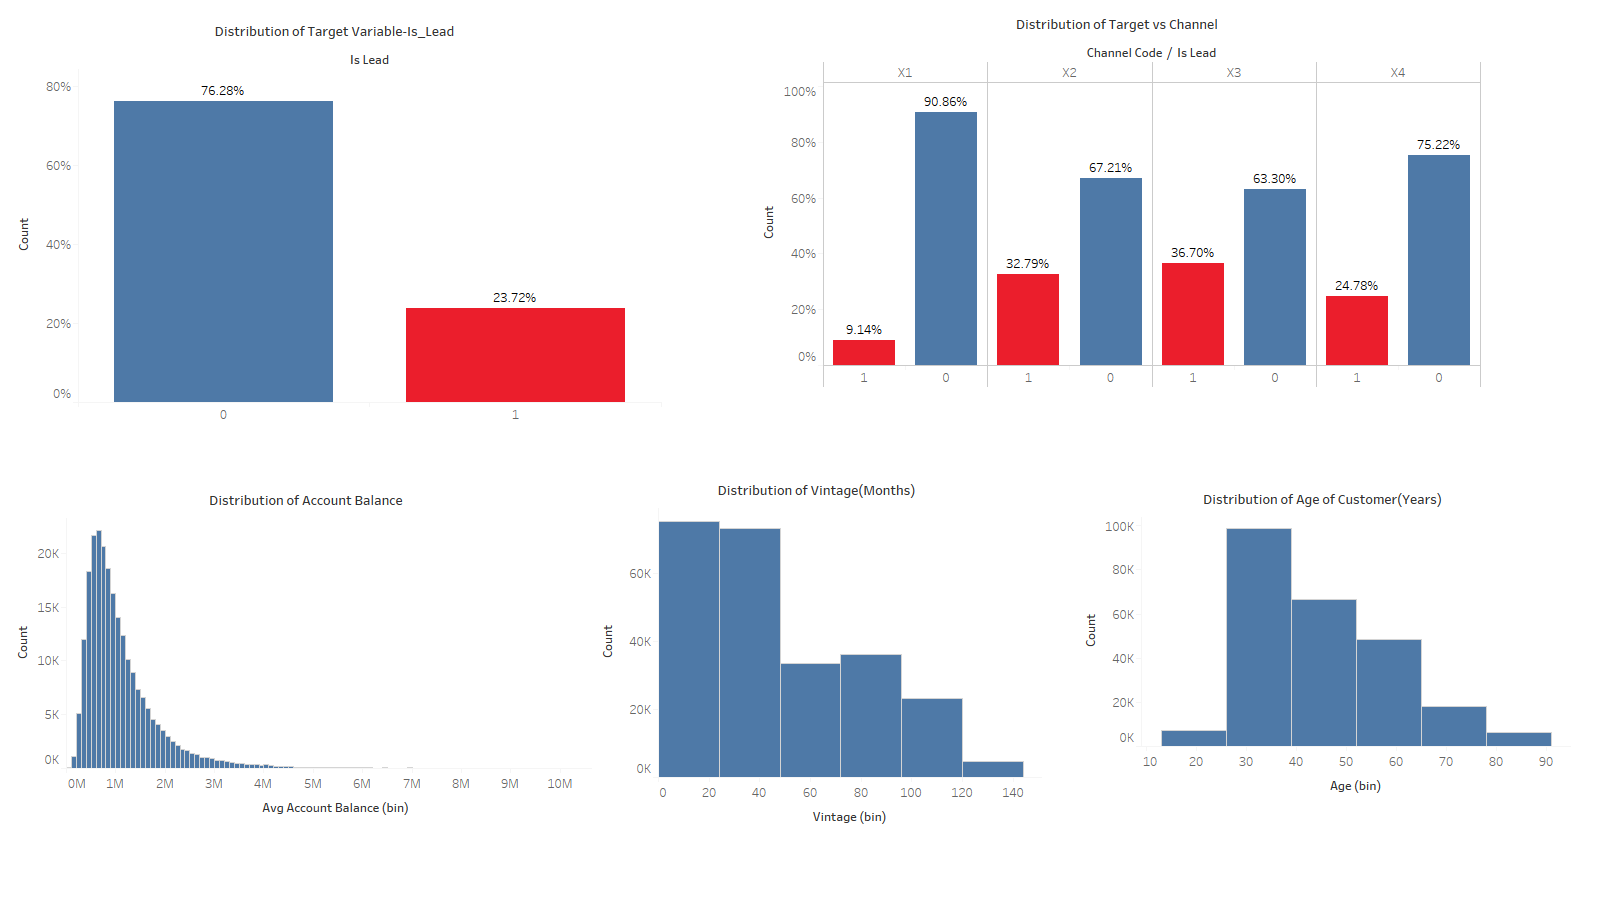 Distribution of Target Variable-Is_Lead
Is Lead
80%
76.28%
60%
40%
20%
23.72%
0%
Count
0 1
Distribution of Target vs Channel
Channel Code / Is Lead
X1 X2 X3 X4
100%
80%
60%
40%
20%
0%
Count
9.14% 90.86% 32.79% 67.21% 36.70% 63.30% 24.78% 75.22%
1 0 1 0 1 0 1 0
Distribution of Account Balance
20K
15K
10K
5K
0K
Count
0M 1M 2M 3M 4M 5M 6M 7M 8M 9M 10M
Avg Account Balance (bin)
Distribution of Vintage(Months)
60K
40K
20K
0K
Count
0 20 40 60 80 100 120 140
Vintage (bin)
Distribution of Age of Customer(Years)
100K
80K
60K
40K
20K
0K
Count
10 20 30 40 50 60 70 80 90
Age (bin)